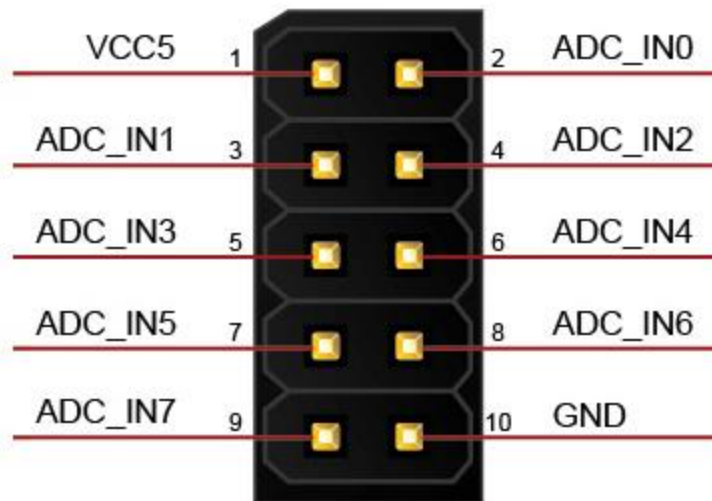 VCC5 1 2 ADC_IN0
ADC_IN1 3 4 ADC_IN2
ADC_IN3 5 6 ADC_IN4
ADC_IN5 7 8 ADC_IN6
ADC_IN7 9 10 GND